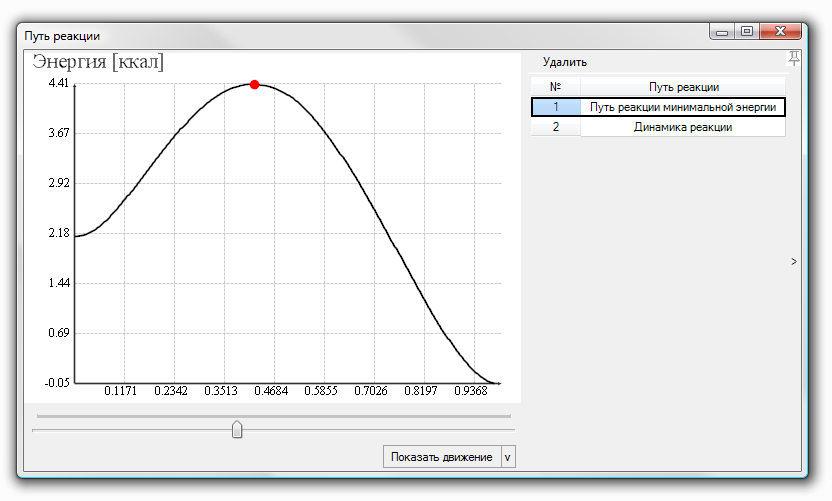 Путь реакции
Энергия [ккал]
4.41
3.67
2.92
2.18
1.44
0.69
-0.05
0.1171 0.2342 0.3513 0.4684 0.5855 0.7026 0.8197 0.9368
Показать движение v
Удалить
№ Путь реакции
1 Путь реакции минимальной энергии
2 Динамика реакции
>